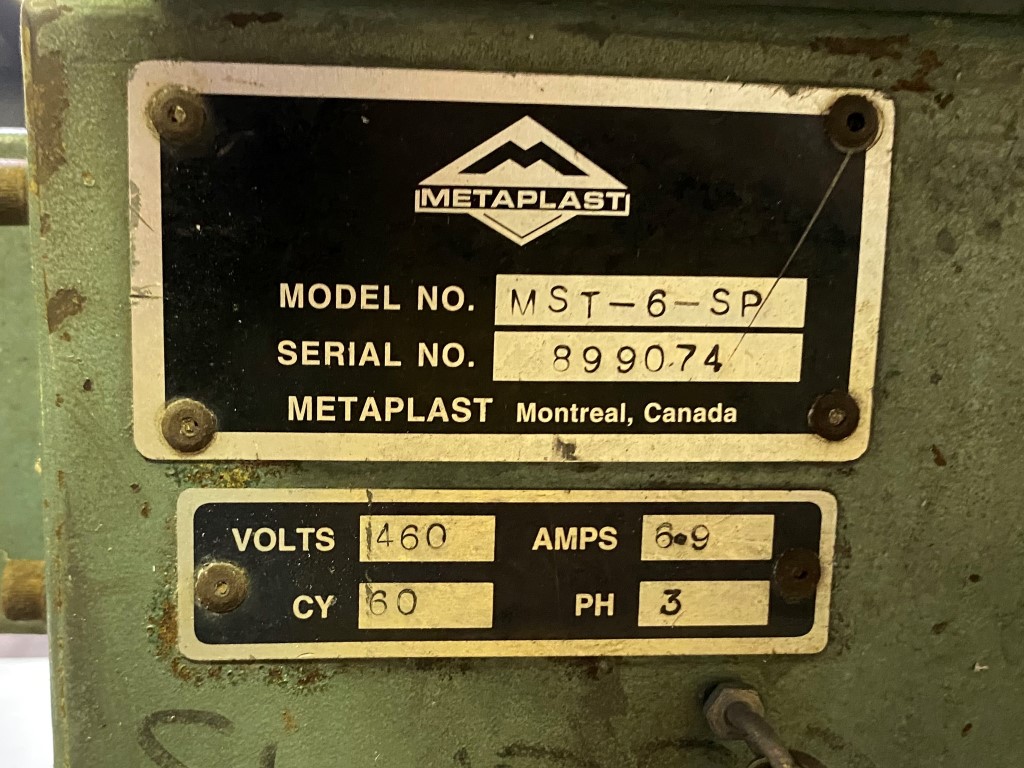 METAPLAST
MODEL NO. MST-6-SP
SERIAL NO. 899074
METAPLAST Montreal, Canada
VOLTS 460 AMPS 6.9
CY 60 PH 3